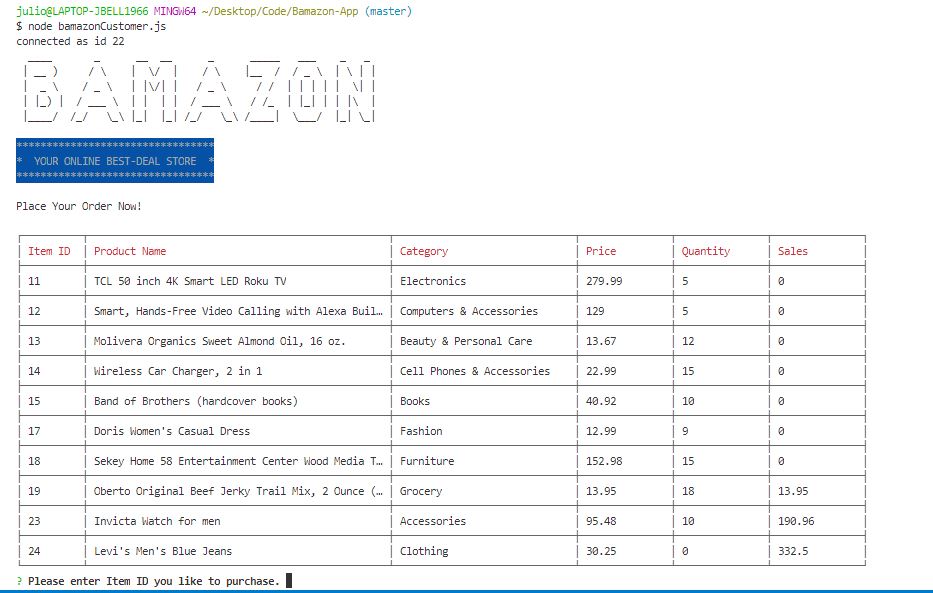 julio@LAPTOP-JBELL1966 MINGW64 ~/Desktop/Code/Bamazon-App (master)
$ node bamazonCustomer.js
connected as id 22
BAMAZON
*********************************
* YOUR ONLINE BEST-DEAL STORE *
*********************************
Place Your Order Now!
Item ID Product Name Category Price Quantity Sales
11 TCL 50 inch 4K Smart LED Roku TV Electronics 279.99 5 0
12 Smart, Hands-Free Video Calling with Alexa Buil… Computers & Accessories 129 5 0
13 Molivera Organics Sweet Almond Oil, 16 oz. Beauty & Personal Care 13.67 12 0
14 Wireless Car Charger, 2 in 1 Cell Phones & Accessories 22.99 15 0
15 Band of Brothers (hardcover books) Books 40.92 10 0
17 Doris Women's Casual Dress Fashion 12.99 9 0
18 Sekey Home 58 Entertainment Center Wood Media T… Furniture 152.98 15 0
19 Oberto Original Beef Jerky Trail Mix, 2 Ounce (… Grocery 13.95 18 13.95
23 Invicta Watch for men Accessories 95.48 10 190.96
24 Levi's Men's Blue Jeans Clothing 30.25 0 332.5
? Please enter Item ID you like to purchase.